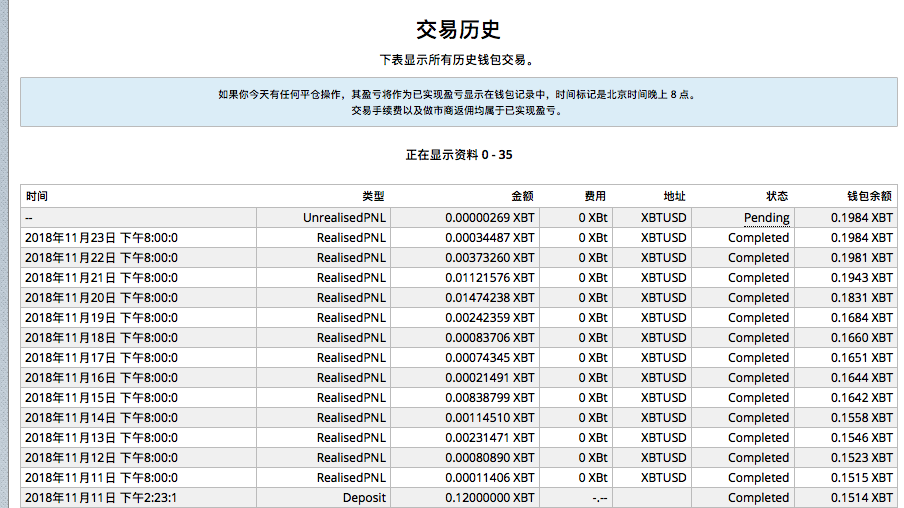 交易历史
下表显示所有历史钱包交易。
如果你今天有任何平仓操作，其盈亏将作为已实现盈亏显示在钱包记录中，时间标记是北京时间晚上 8 点。
交易手续费以及做市商返佣均属于已实现盈亏。
正在显示资料 0 - 35
时间 类型 金额 费用 地址 状态 钱包余额
-- UnrealisedPNL 0.00000269 XBT 0 XBt XBTUSD Pending 0.1984 XBT
2018年11月23日 下午8:00:0 RealisedPNL 0.00034487 XBT 0 XBt XBTUSD Completed 0.1984 XBT
2018年11月22日 下午8:00:0 RealisedPNL 0.00373260 XBT 0 XBt XBTUSD Completed 0.1981 XBT
2018年11月21日 下午8:00:0 RealisedPNL 0.01121576 XBT 0 XBt XBTUSD Completed 0.1943 XBT
2018年11月20日 下午8:00:0 RealisedPNL 0.01474238 XBT 0 XBt XBTUSD Completed 0.1831 XBT
2018年11月19日 下午8:00:0 RealisedPNL 0.00242359 XBT 0 XBt XBTUSD Completed 0.1684 XBT
2018年11月18日 下午8:00:0 RealisedPNL 0.00083706 XBT 0 XBt XBTUSD Completed 0.1660 XBT
2018年11月17日 下午8:00:0 RealisedPNL 0.00074345 XBT 0 XBt XBTUSD Completed 0.1651 XBT
2018年11月16日 下午8:00:0 RealisedPNL 0.00021491 XBT 0 XBt XBTUSD Completed 0.1644 XBT
2018年11月15日 下午8:00:0 RealisedPNL 0.00838799 XBT 0 XBt XBTUSD Completed 0.1642 XBT
2018年11月14日 下午8:00:0 RealisedPNL 0.00114510 XBT 0 XBt XBTUSD Completed 0.1558 XBT
2018年11月13日 下午8:00:0 RealisedPNL 0.00231471 XBT 0 XBt XBTUSD Completed 0.1546 XBT
2018年11月12日 下午8:00:0 RealisedPNL 0.00080890 XBT 0 XBt XBTUSD Completed 0.1523 XBT
2018年11月11日 下午8:00:0 RealisedPNL 0.00011406 XBT 0 XBt XBTUSD Completed 0.1515 XBT
2018年11月11日 下午2:23:1 Deposit 0.12000000 XBT -.-- Completed 0.1514 XBT